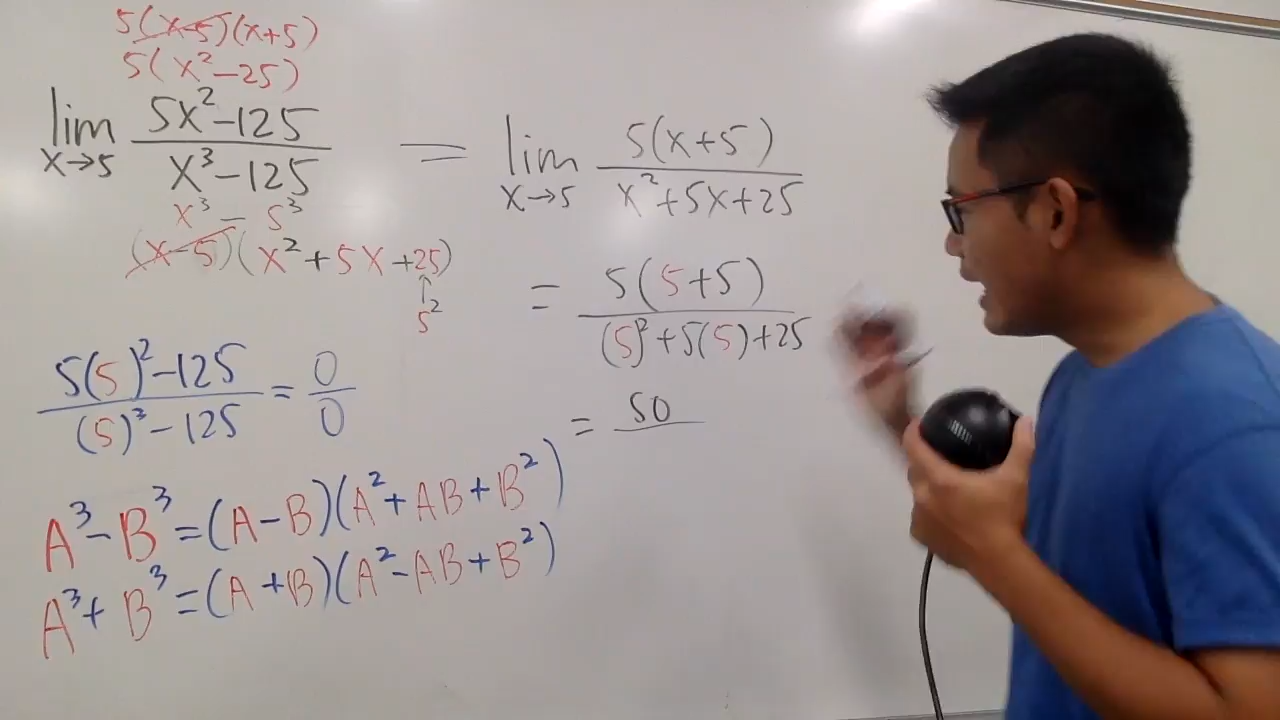 5(x-5)(x+5)
5(x²-25)
lim x→5 (5x²-125)/(x³-125) = lim x→5 5(x+5)/(x²+5x+25)
x³ - 5³
(x-5)(x²+5x+25)
↑
5²
= 5(5+5)/((5)²+5(5)+25)
(5(5)²-125)/((5)³-125) = 0/0
= 50/
A³-B³=(A-B)(A²+AB+B²)
A³+B³=(A+B)(A²-AB+B²)